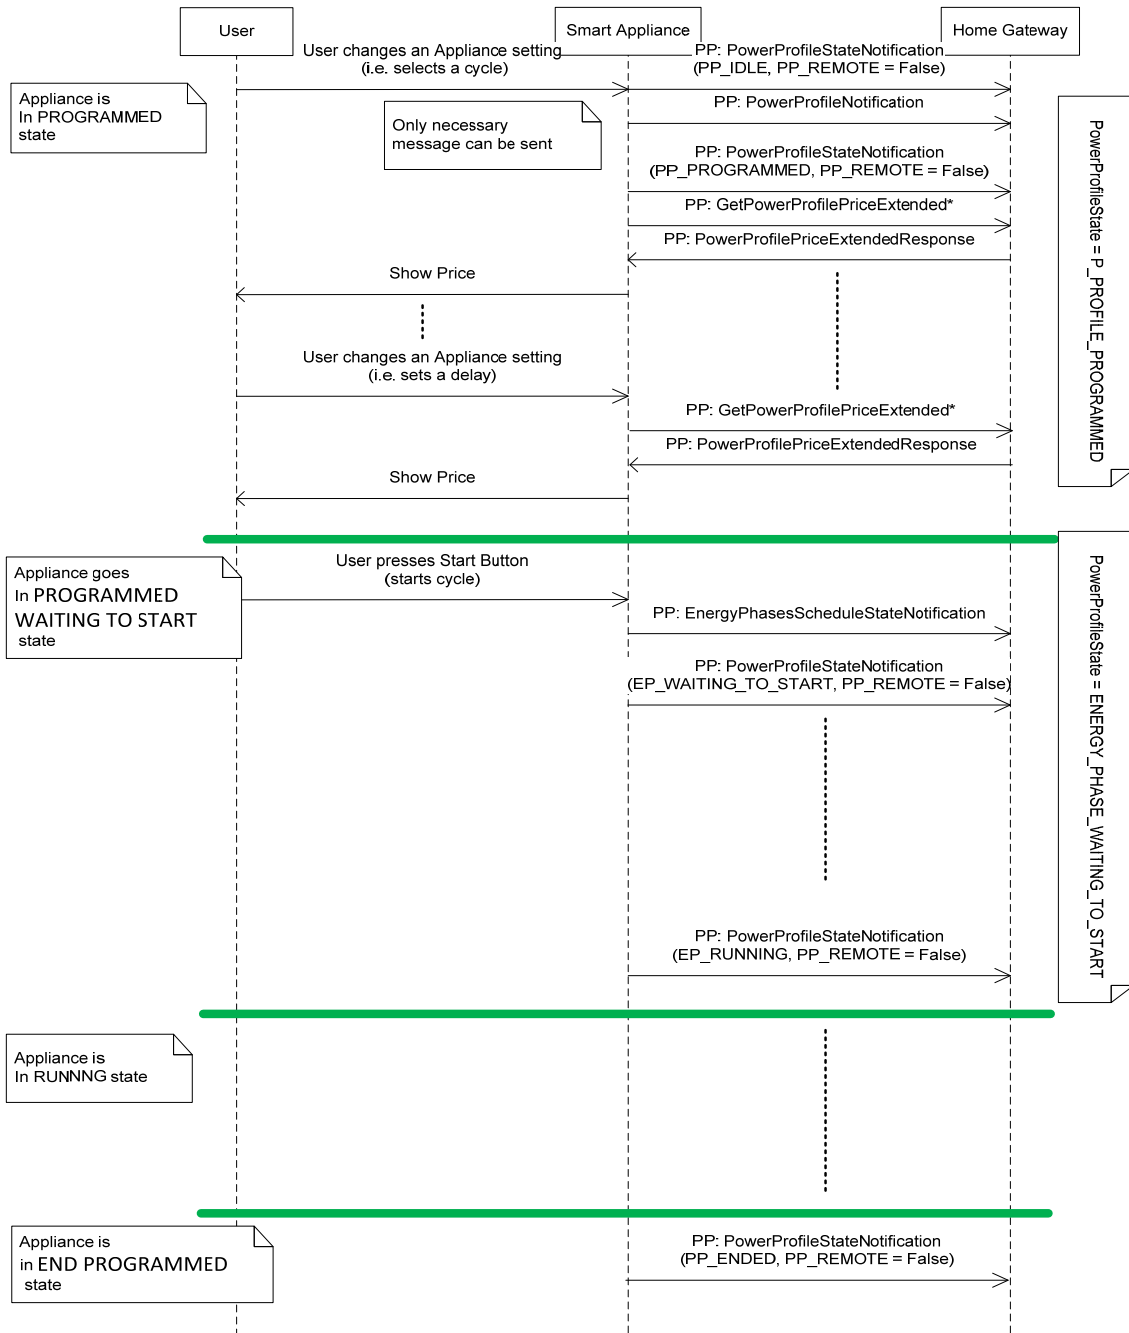 User
Smart Appliance
Home Gateway
User changes an Appliance setting
(i.e. selects a cycle)
PP: PowerProfileStateNotification
(PP_IDLE, PP_REMOTE = False)
Appliance is
In PROGRAMMED
state
Only necessary
message can be sent
PP: PowerProfileNotification
PP: PowerProfileStateNotification
(PP_PROGRAMMED, PP_REMOTE = False)
PP: GetPowerProfilePriceExtended*
PP: PowerProfilePriceExtendedResponse
Show Price
PowerProfileState = P_PROFILE_PROGRAMMED
User changes an Appliance setting
(i.e. sets a delay)
PP: GetPowerProfilePriceExtended*
PP: PowerProfilePriceExtendedResponse
Show Price
Appliance goes
In PROGRAMMED
WAITING TO START
state
User presses Start Button
(starts cycle)
PP: EnergyPhasesScheduleStateNotification
PP: PowerProfileStateNotification
(EP_WAITING_TO_START, PP_REMOTE = False)
PowerProfileState = ENERGY_PHASE_WAITING_TO_START
PP: PowerProfileStateNotification
(EP_RUNNING, PP_REMOTE = False)
Appliance is
In RUNNNG state
Appliance is
in END PROGRAMMED
state
PP: PowerProfileStateNotification
(PP_ENDED, PP_REMOTE = False)